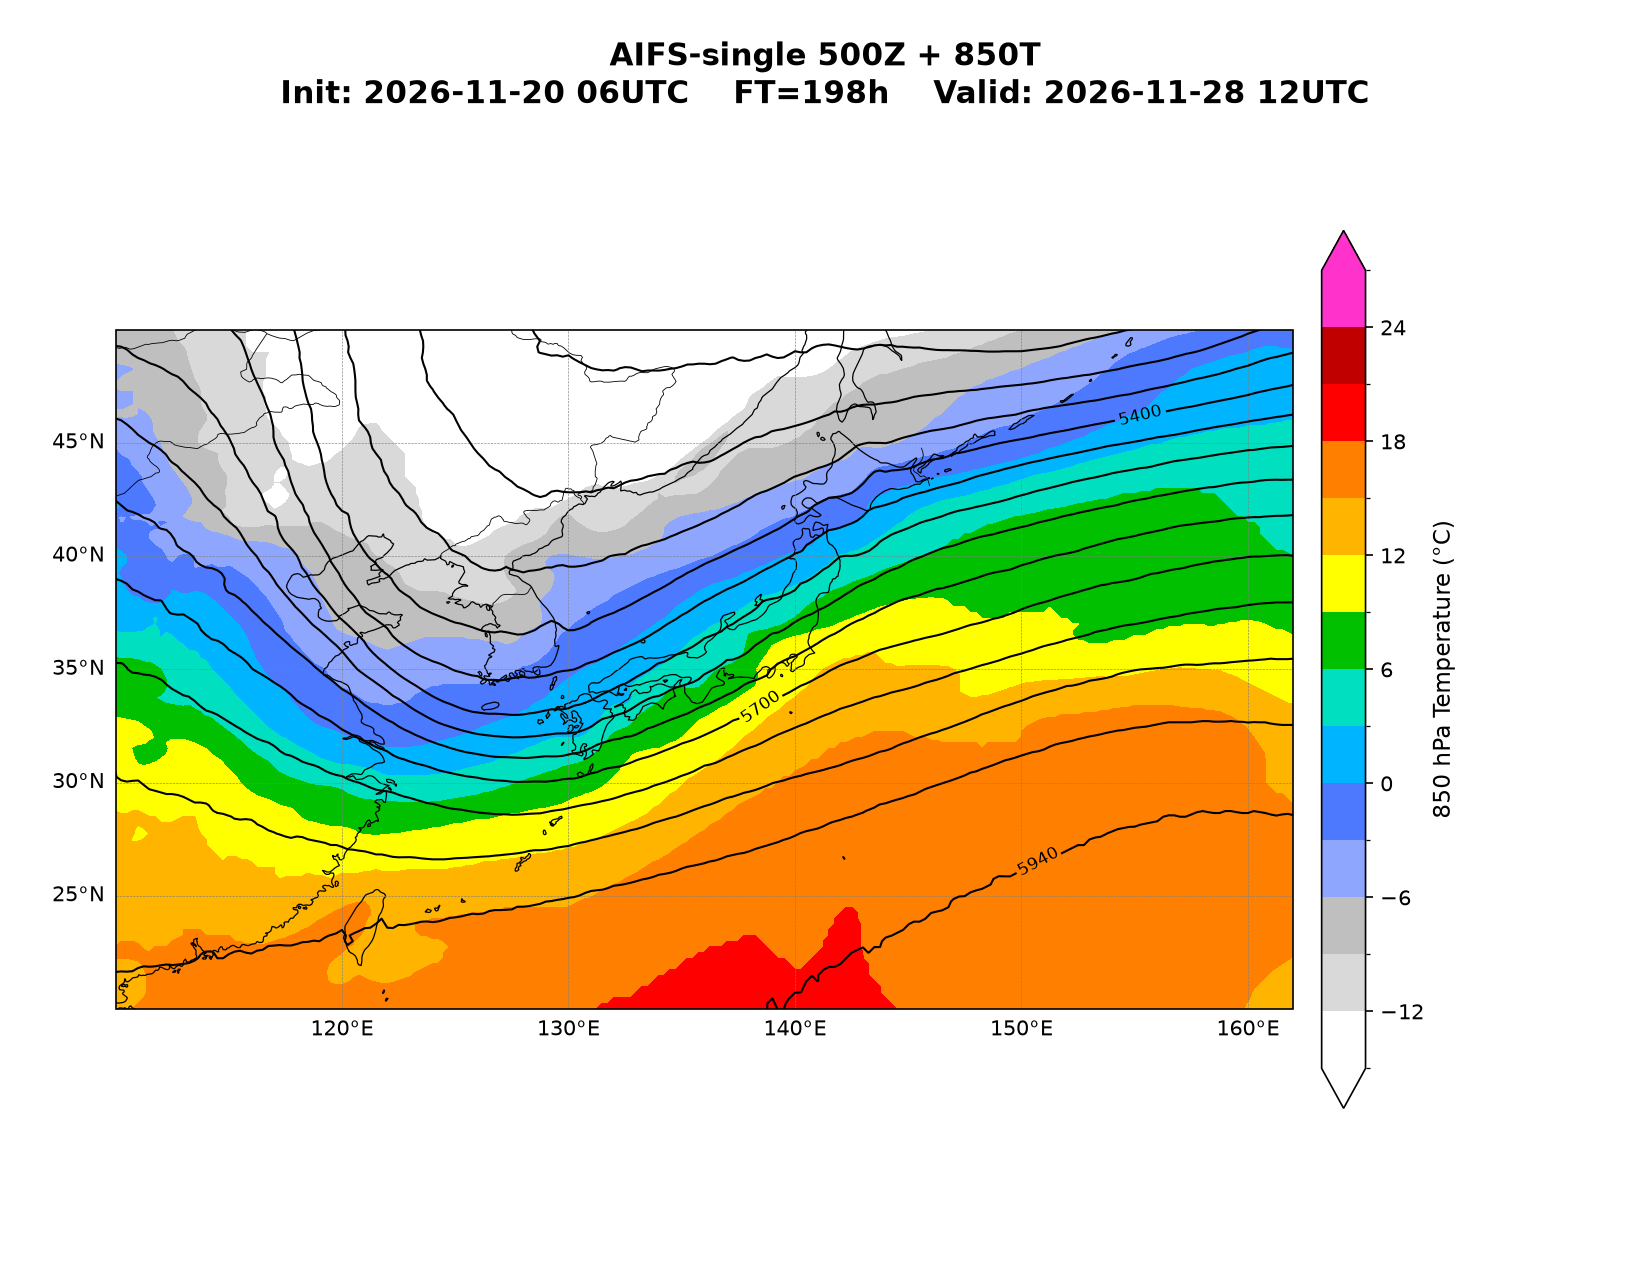 AIFS-single 500Z + 850T
Init: 2026-11-20 06UTC    FT=198h    Valid: 2026-11-28 12UTC
24
18
12
6
0
−6
−12
850 hPa Temperature (°C)
45°N
40°N
35°N
30°N
25°N
5400
5700
5940
120°E
130°E
140°E
150°E
160°E